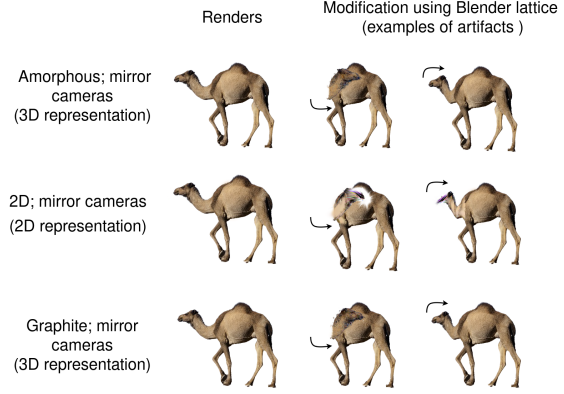 Renders
Modification using Blender lattice
(examples of artifacts )
Amorphous; mirror
cameras
(3D representation)
2D; mirror cameras
(2D representation)
Graphite; mirror
cameras
(3D representation)